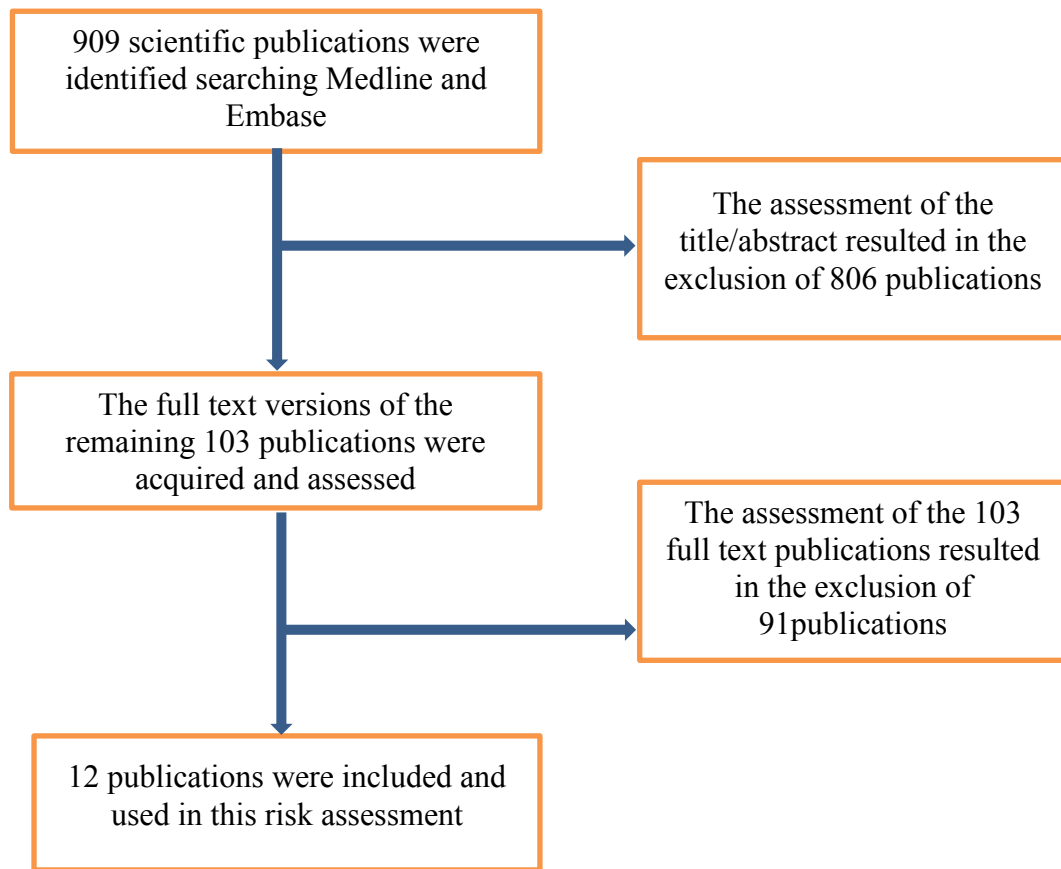 909 scientific publications were
identified searching Medline and
Embase
The assessment of the
title/abstract resulted in the
exclusion of 806 publications
The full text versions of the
remaining 103 publications were
acquired and assessed
The assessment of the 103
full text publications resulted
in the exclusion of
91publications
12 publications were included and
used in this risk assessment